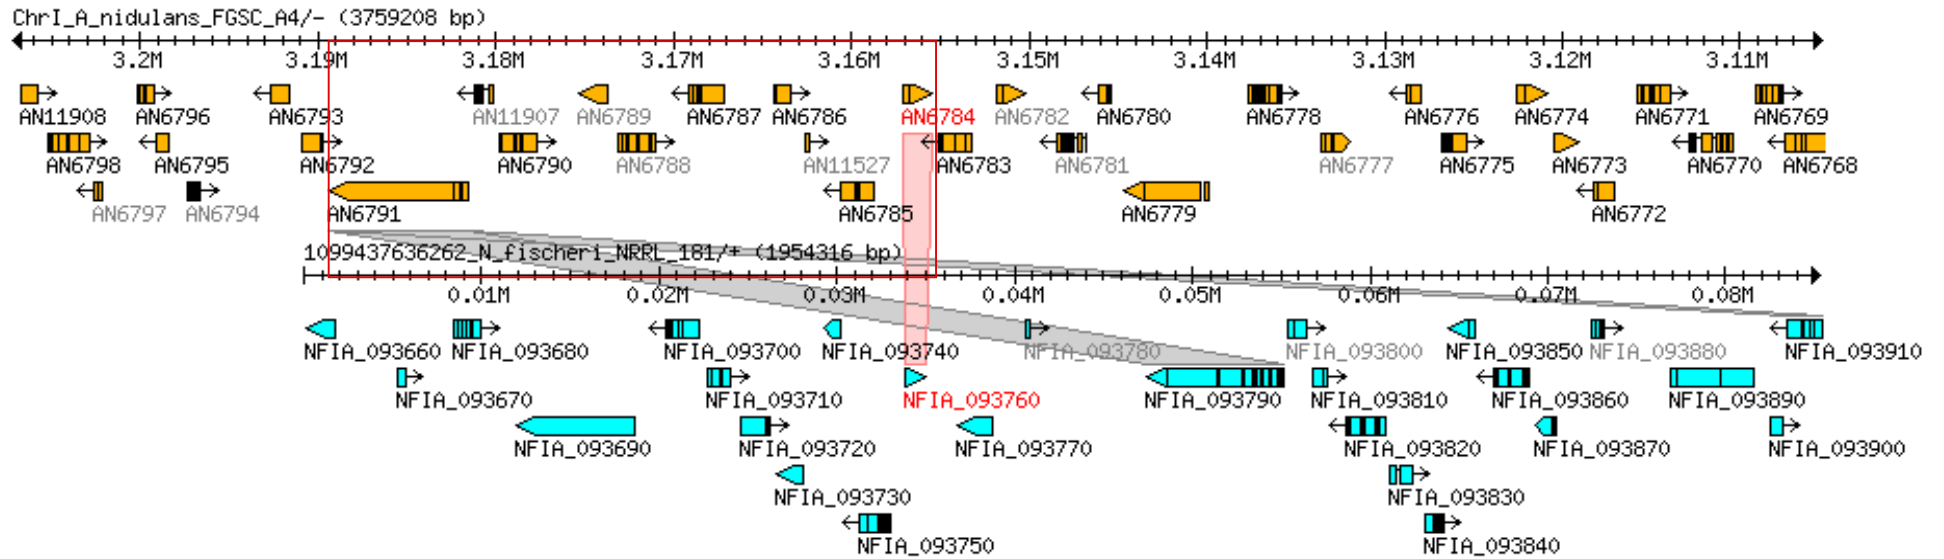 ChrI_A_nidulans_FGSC_A4/- (3759208 bp)
3.2M 3.19M 3.18M 3.17M 3.16M 3.15M 3.14M 3.13M 3.12M 3.11M
AN11908 AN6796 AN6793 AN11907 AN6789 AN6787 AN6786 AN6784 AN6782 AN6780 AN6778 AN6776 AN6774 AN6771 AN6769
AN6798 AN6795 AN6792 AN6790 AN6788 AN11527 AN6783 AN6781 AN6777 AN6775 AN6773 AN6770 AN6768
AN6797 AN6794 AN6791 AN6785 AN6779 AN6772
1099437636262_N_fischeri_NRRL_181/+ (1954316 bp)
0.01M 0.02M 0.03M 0.04M 0.05M 0.06M 0.07M 0.08M
NFIA_093660 NFIA_093680 NFIA_093700 NFIA_093740 NFIA_093780 NFIA_093800 NFIA_093850 NFIA_093880 NFIA_093910
NFIA_093670 NFIA_093710 NFIA_093760 NFIA_093790 NFIA_093810 NFIA_093860 NFIA_093890
NFIA_093690 NFIA_093720 NFIA_093770 NFIA_093820 NFIA_093870 NFIA_093900
NFIA_093730 NFIA_093830
NFIA_093750 NFIA_093840